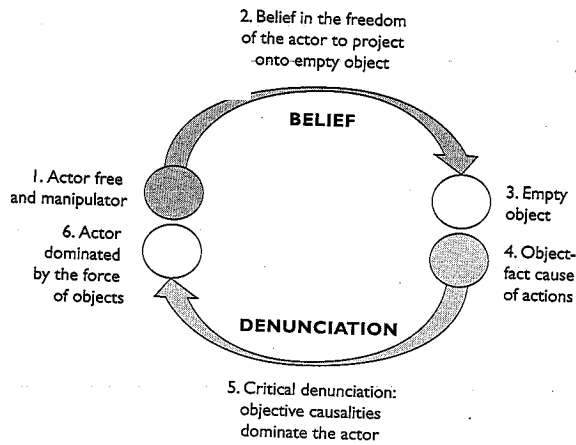 2. Belief in the freedom
of the actor to project
onto empty object
BELIEF
1. Actor free
and manipulator
3. Empty
object
6. Actor
dominated
by the force
of objects
4. Object-
fact cause
of actions
DENUNCIATION
5. Critical denunciation:
objective causalities
dominate the actor